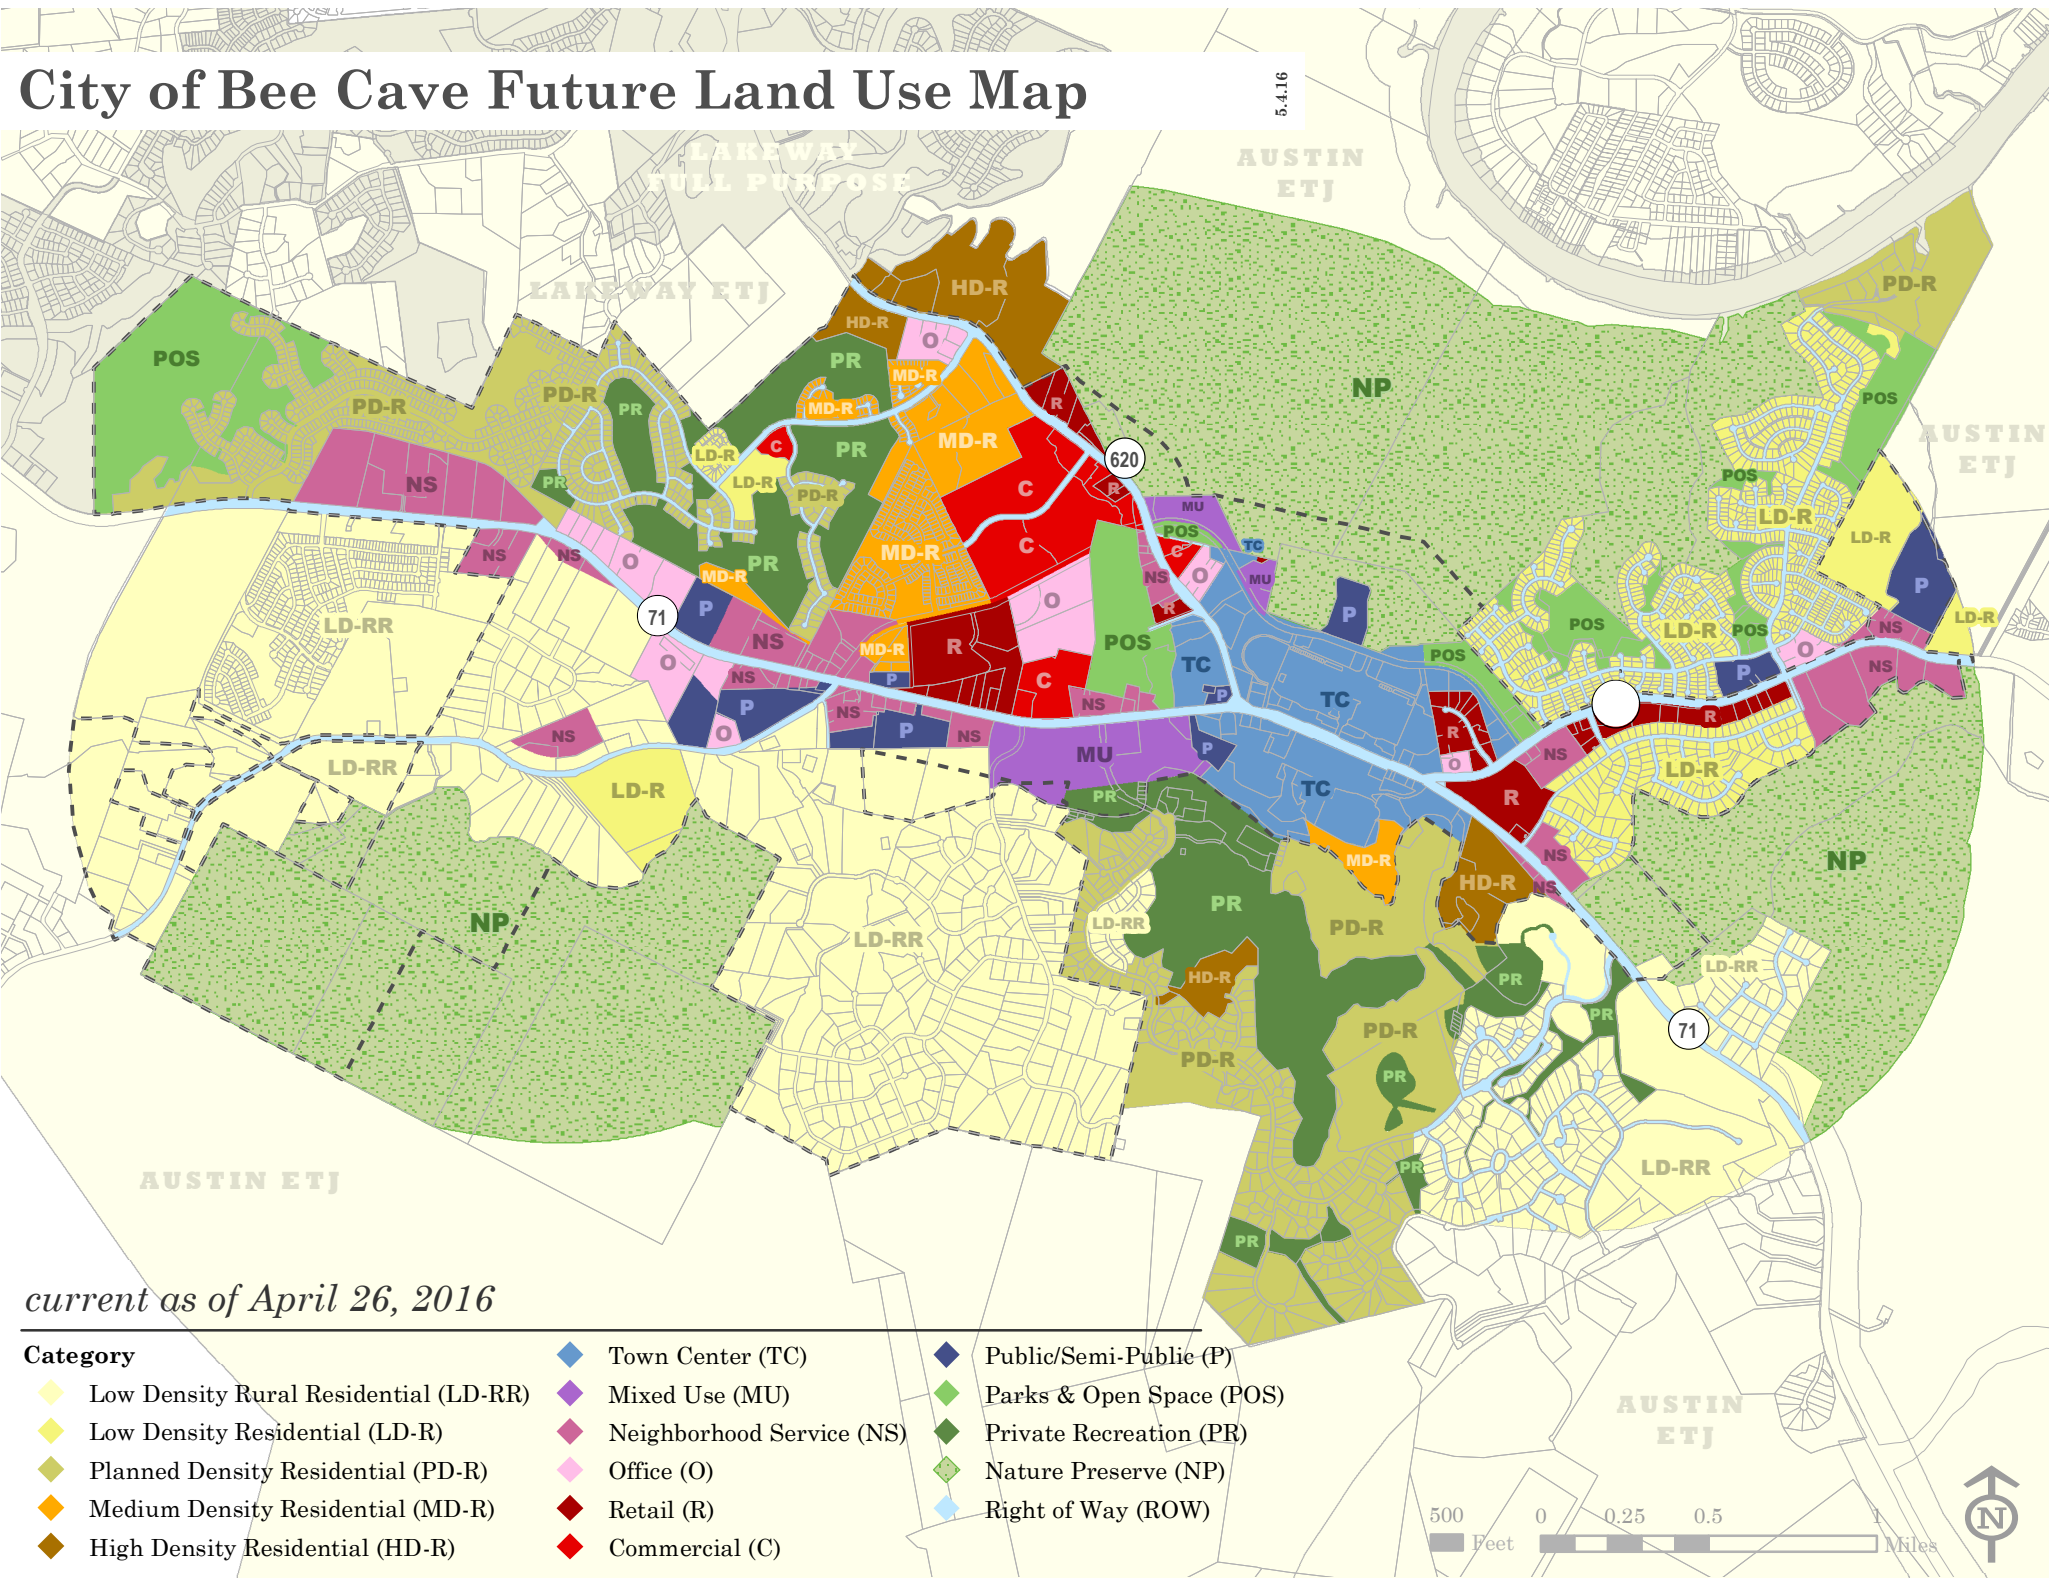 City of Bee Cave Future Land Use Map
5.4.16
LAKEWAY
FULL PURPOSE
AUSTIN
ETJ
LAKEWAY ETJ
HD-R
PD-R
HD-R
O
POS
PR
NP
MD-R
PD-R
PD-R
PR
MD-R
R
POS
C
PR
MD-R
AUSTIN
ETJ
LD-R
620
NS
PR
LD-R
PD-R
C
R
POS
MU
LD-R
POS
LD-R
NS
NS
O
PR
MD-R
C
C
TC
MD-R
NS
O
MU
P
71
P
O
R
P
LD-R
LD-RR
NS
MD-R
R
POS
POS
LD-R
POS
NS
O
O
NS
P
C
TC
POS
P
NS
P
NS
P
NS
P
TC
R
NS
O
P
NS
MU
P
R
O
NS
LD-RR
LD-R
PR
TC
R
LD-R
MD-R
NS
NP
NP
LD-RR
LD-RR
PR
PD-R
HD-R
NS
HD-R
PR
LD-RR
PD-R
PD-R
PR
71
PR
AUSTIN ETJ
PR
LD-RR
PR
current as of April 26, 2016
Category
Low Density Rural Residential (LD-RR)
Low Density Residential (LD-R)
Planned Density Residential (PD-R)
Medium Density Residential (MD-R)
High Density Residential (HD-R)
Town Center (TC)
Mixed Use (MU)
Neighborhood Service (NS)
Office (O)
Retail (R)
Commercial (C)
Public/Semi-Public (P)
Parks & Open Space (POS)
Private Recreation (PR)
Nature Preserve (NP)
Right of Way (ROW)
AUSTIN
ETJ
500
Feet
0 0.25 0.5 1
Miles
N